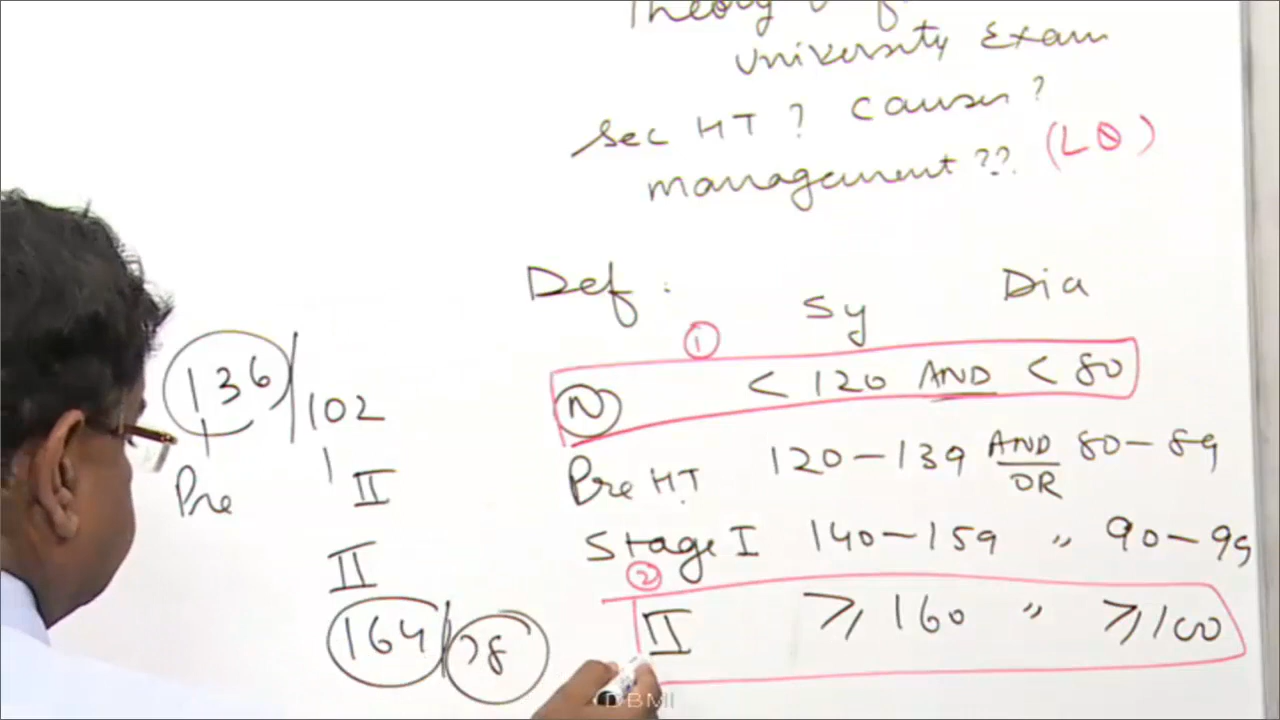 Theory
University Exam
Sec HT ? Causes ?
management ?? (LQ)
Def :
Sy Dia
①
N < 120 AND < 80
Pre HT 120-139 AND OR 80-89
Stage I 140-159 " 90-99
②
II ≥ 160 " ≥ 100
136/102
Pre II
II
164/78
DBMI